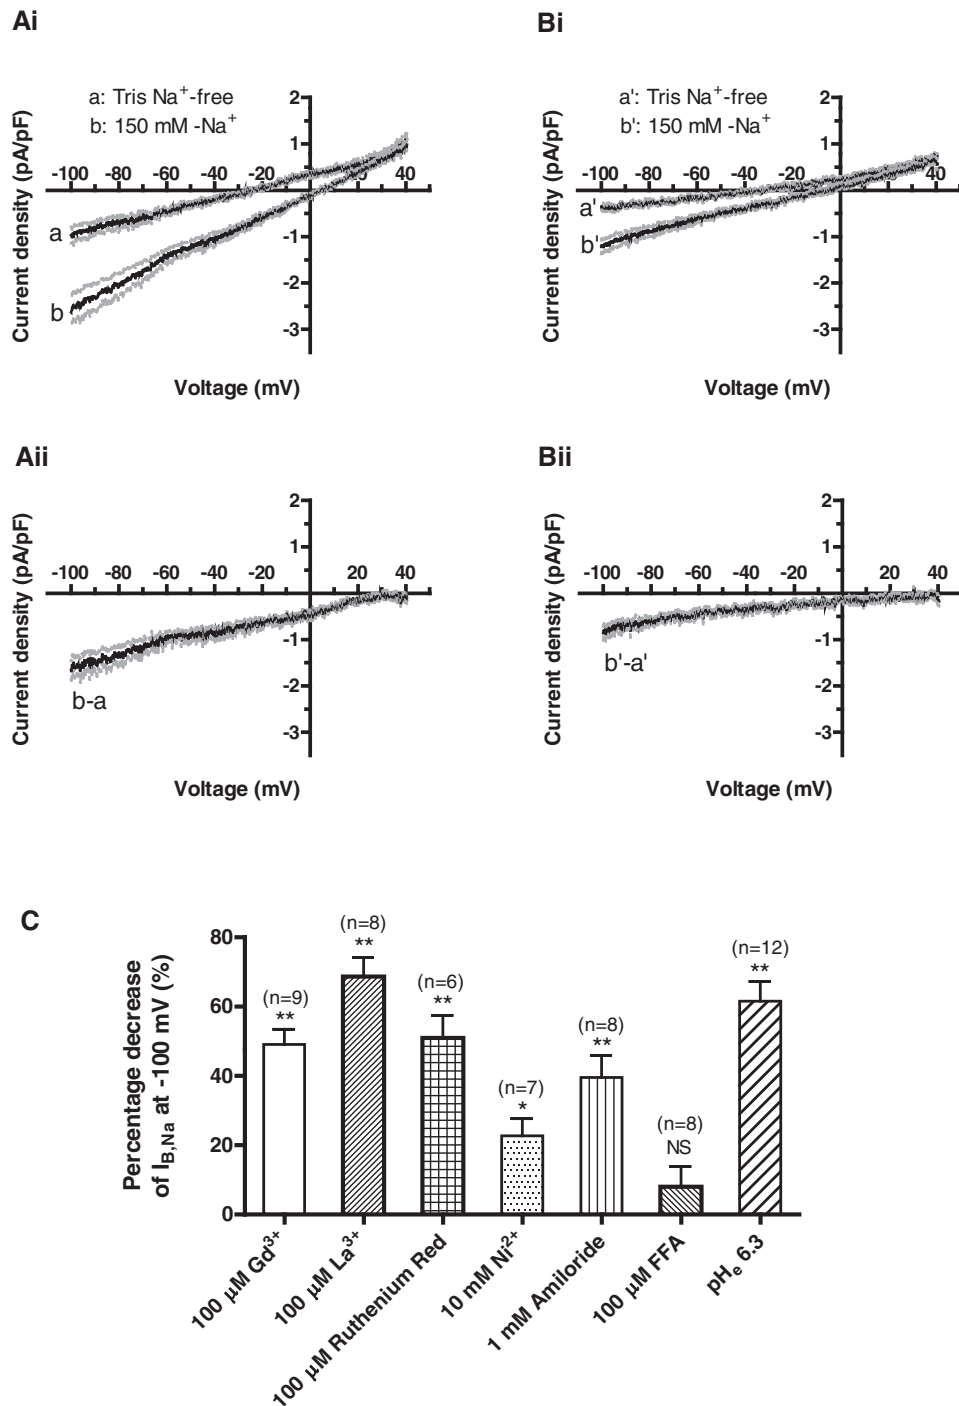 Ai
a: Tris Na⁺-free
b: 150 mM -Na⁺
Current density (pA/pF)
2
1
-100 -80 -60 -40 -20 20 40
-1
-2
-3
a
b
Voltage (mV)
Bi
a': Tris Na⁺-free
b': 150 mM -Na⁺
Current density (pA/pF)
2
1
-100 -80 -60 -40 -20 20 40
-1
-2
-3
a'
b'
Voltage (mV)
Aii
Current density (pA/pF)
2
1
-100 -80 -60 -40 -20 20 40
-1
-2
-3
b-a
Voltage (mV)
Bii
Current density (pA/pF)
2
1
-100 -80 -60 -40 -20 20 40
-1
-2
-3
b'-a'
Voltage (mV)
C
Percentage decrease
of I_B,Na at -100 mV (%)
80
60
40
20
0
(n=9)
**
(n=8)
**
(n=6)
**
(n=7)
*
(n=8)
**
(n=8)
NS
(n=12)
**
100 μM Gd³⁺
100 μM La³⁺
100 μM Ruthenium Red
10 mM Ni²⁺
1 mM Amiloride
100 μM FFA
pHₑ 6.3